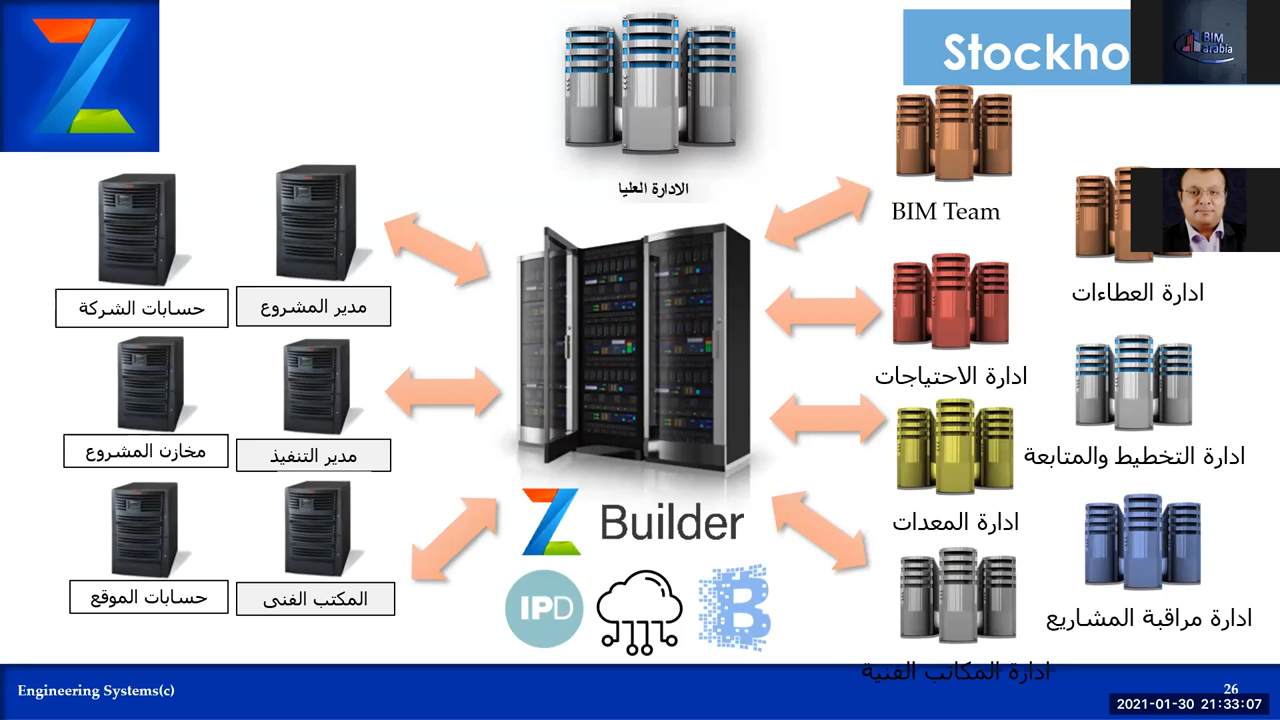 Stockho
BIM
arabia
الادارة العليا
BIM Team
ادارة العطاءات
حسابات الشركة
مدير المشروع
ادارة الاحتياجات
مخازن المشروع
مدير التنفيذ
ادارة التخطيط والمتابعة
Builder
ادارة المعدات
حسابات الموقع
المكتب الفنى
IPD
ادارة مراقبة المشاريع
ادارة المكاتب الفنية
Engineering Systems(c)
26
2021-01-30 21:33:07